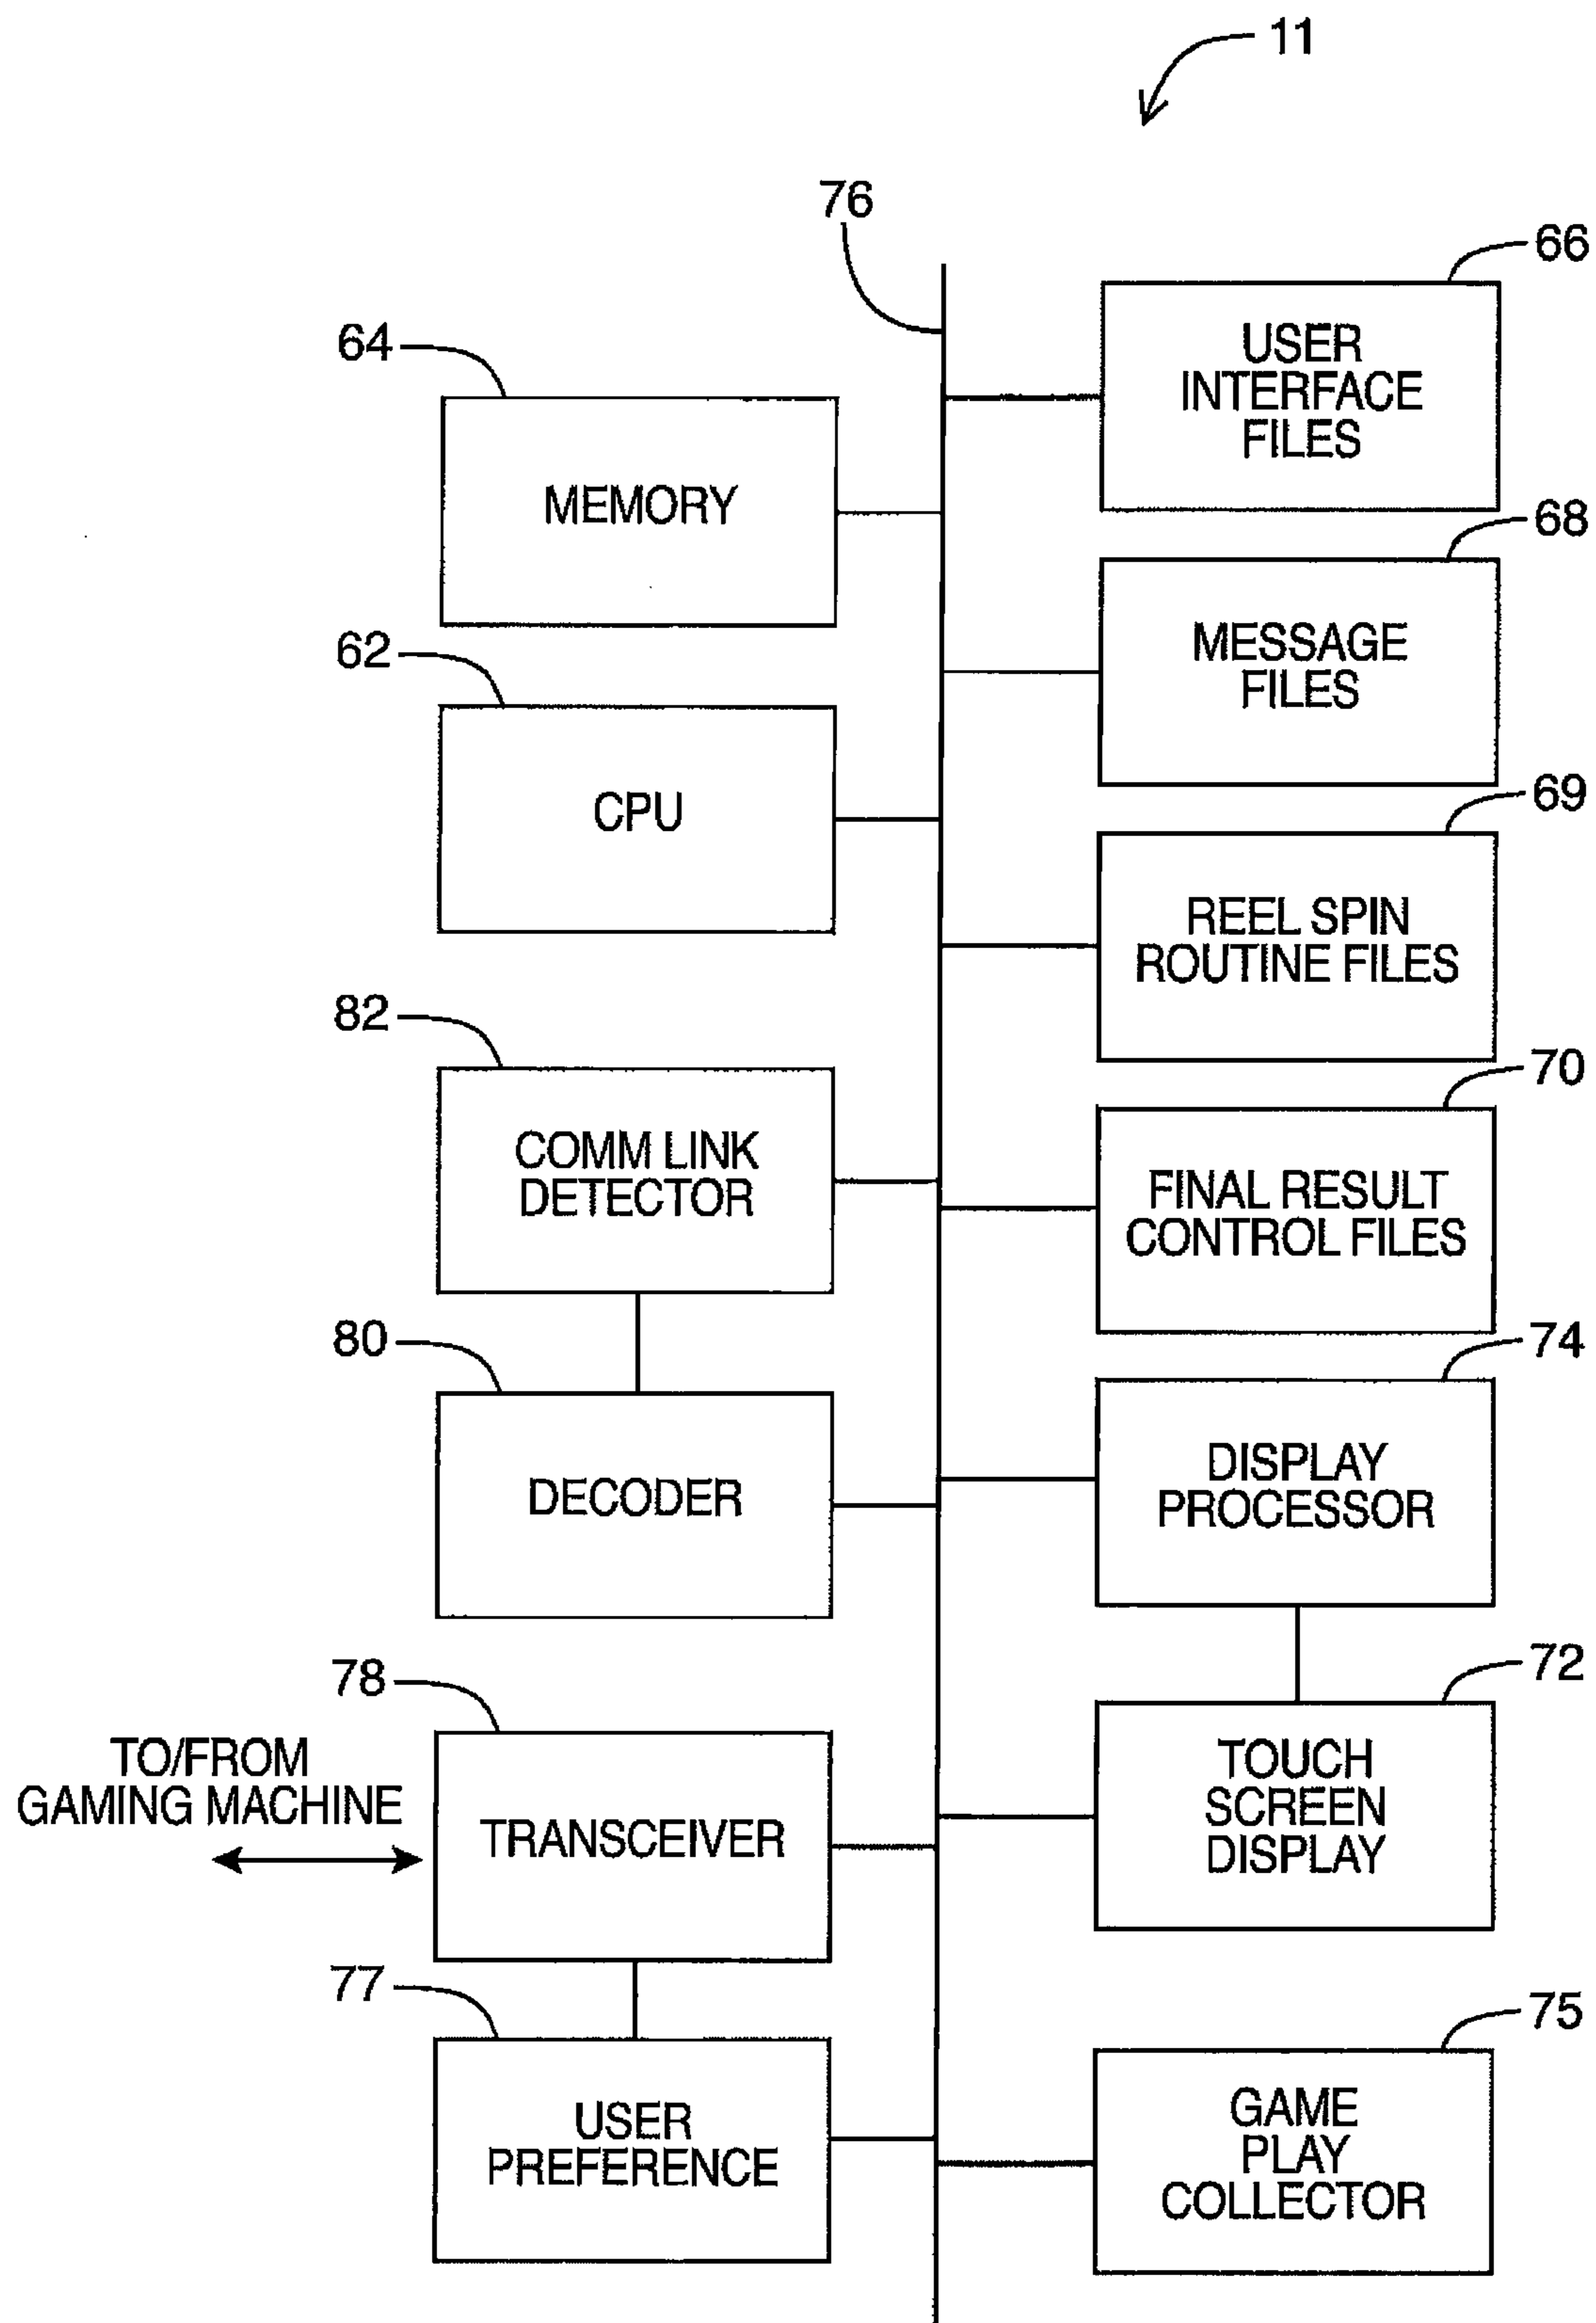 11
76
66
USER
INTERFACE
FILES
64
MEMORY
68
MESSAGE
FILES
62
CPU
69
REEL SPIN
ROUTINE FILES
82
COMM LINK
DETECTOR
70
FINAL RESULT
CONTROL FILES
80
DECODER
74
DISPLAY
PROCESSOR
78
TO/FROM
GAMING MACHINE
TRANSCEIVER
72
TOUCH
SCREEN
DISPLAY
77
USER
PREFERENCE
75
GAME
PLAY
COLLECTOR